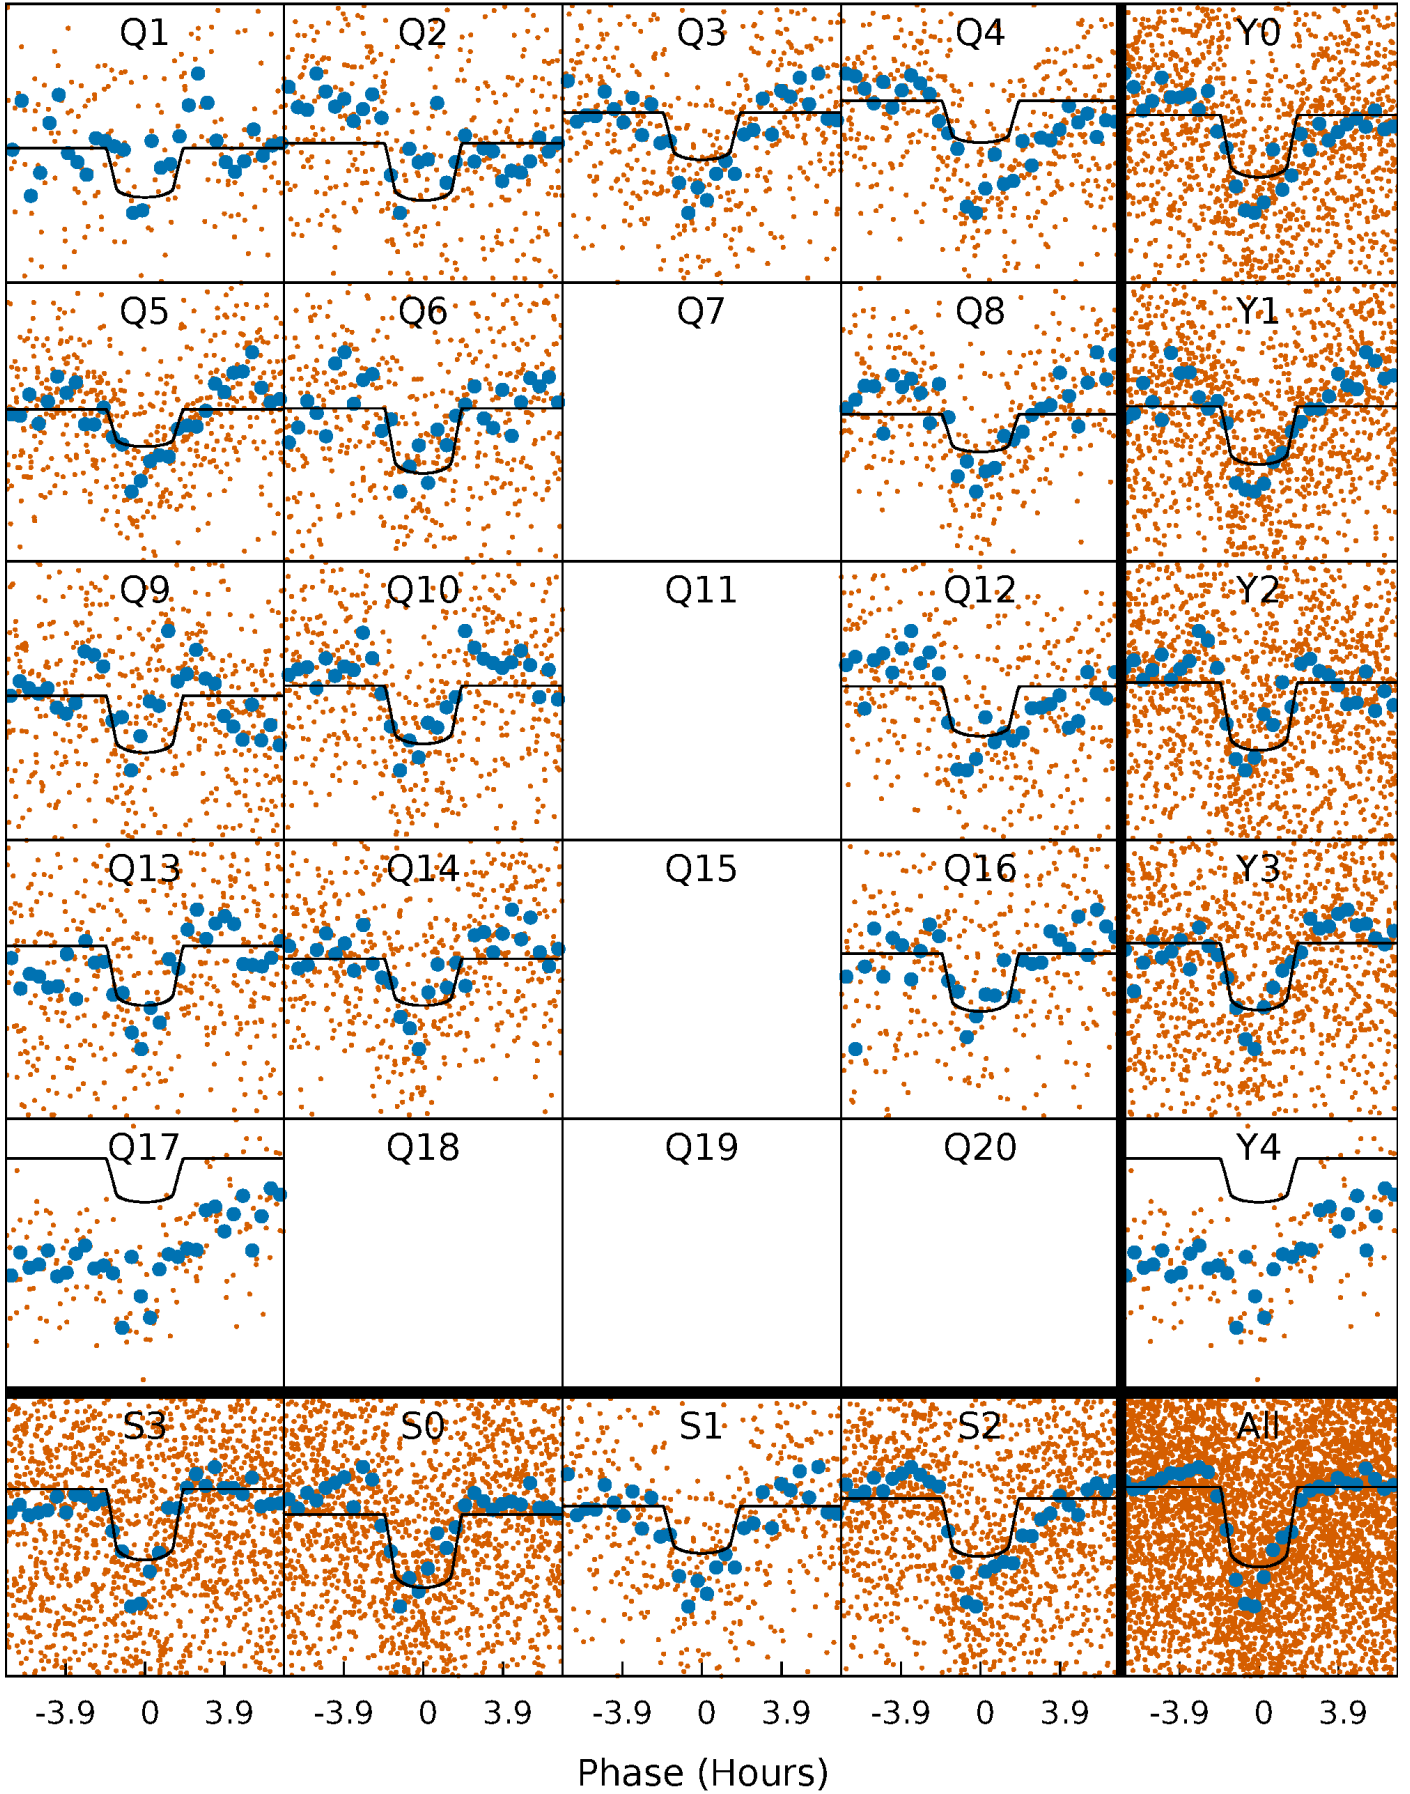 Q1 Q2 Q3 Q4 Y0
Q5 Q6 Q7 Q8 Y1
Q9 Q10 Q11 Q12 Y2
Q13 Q14 Q15 Q16 Y3
Q17 Q18 Q19 Q20 Y4
S3 S0 S1 S2 All
-3.9 0 3.9 -3.9 0 3.9 -3.9 0 3.9 -3.9 0 3.9 -3.9 0 3.9
Phase (Hours)